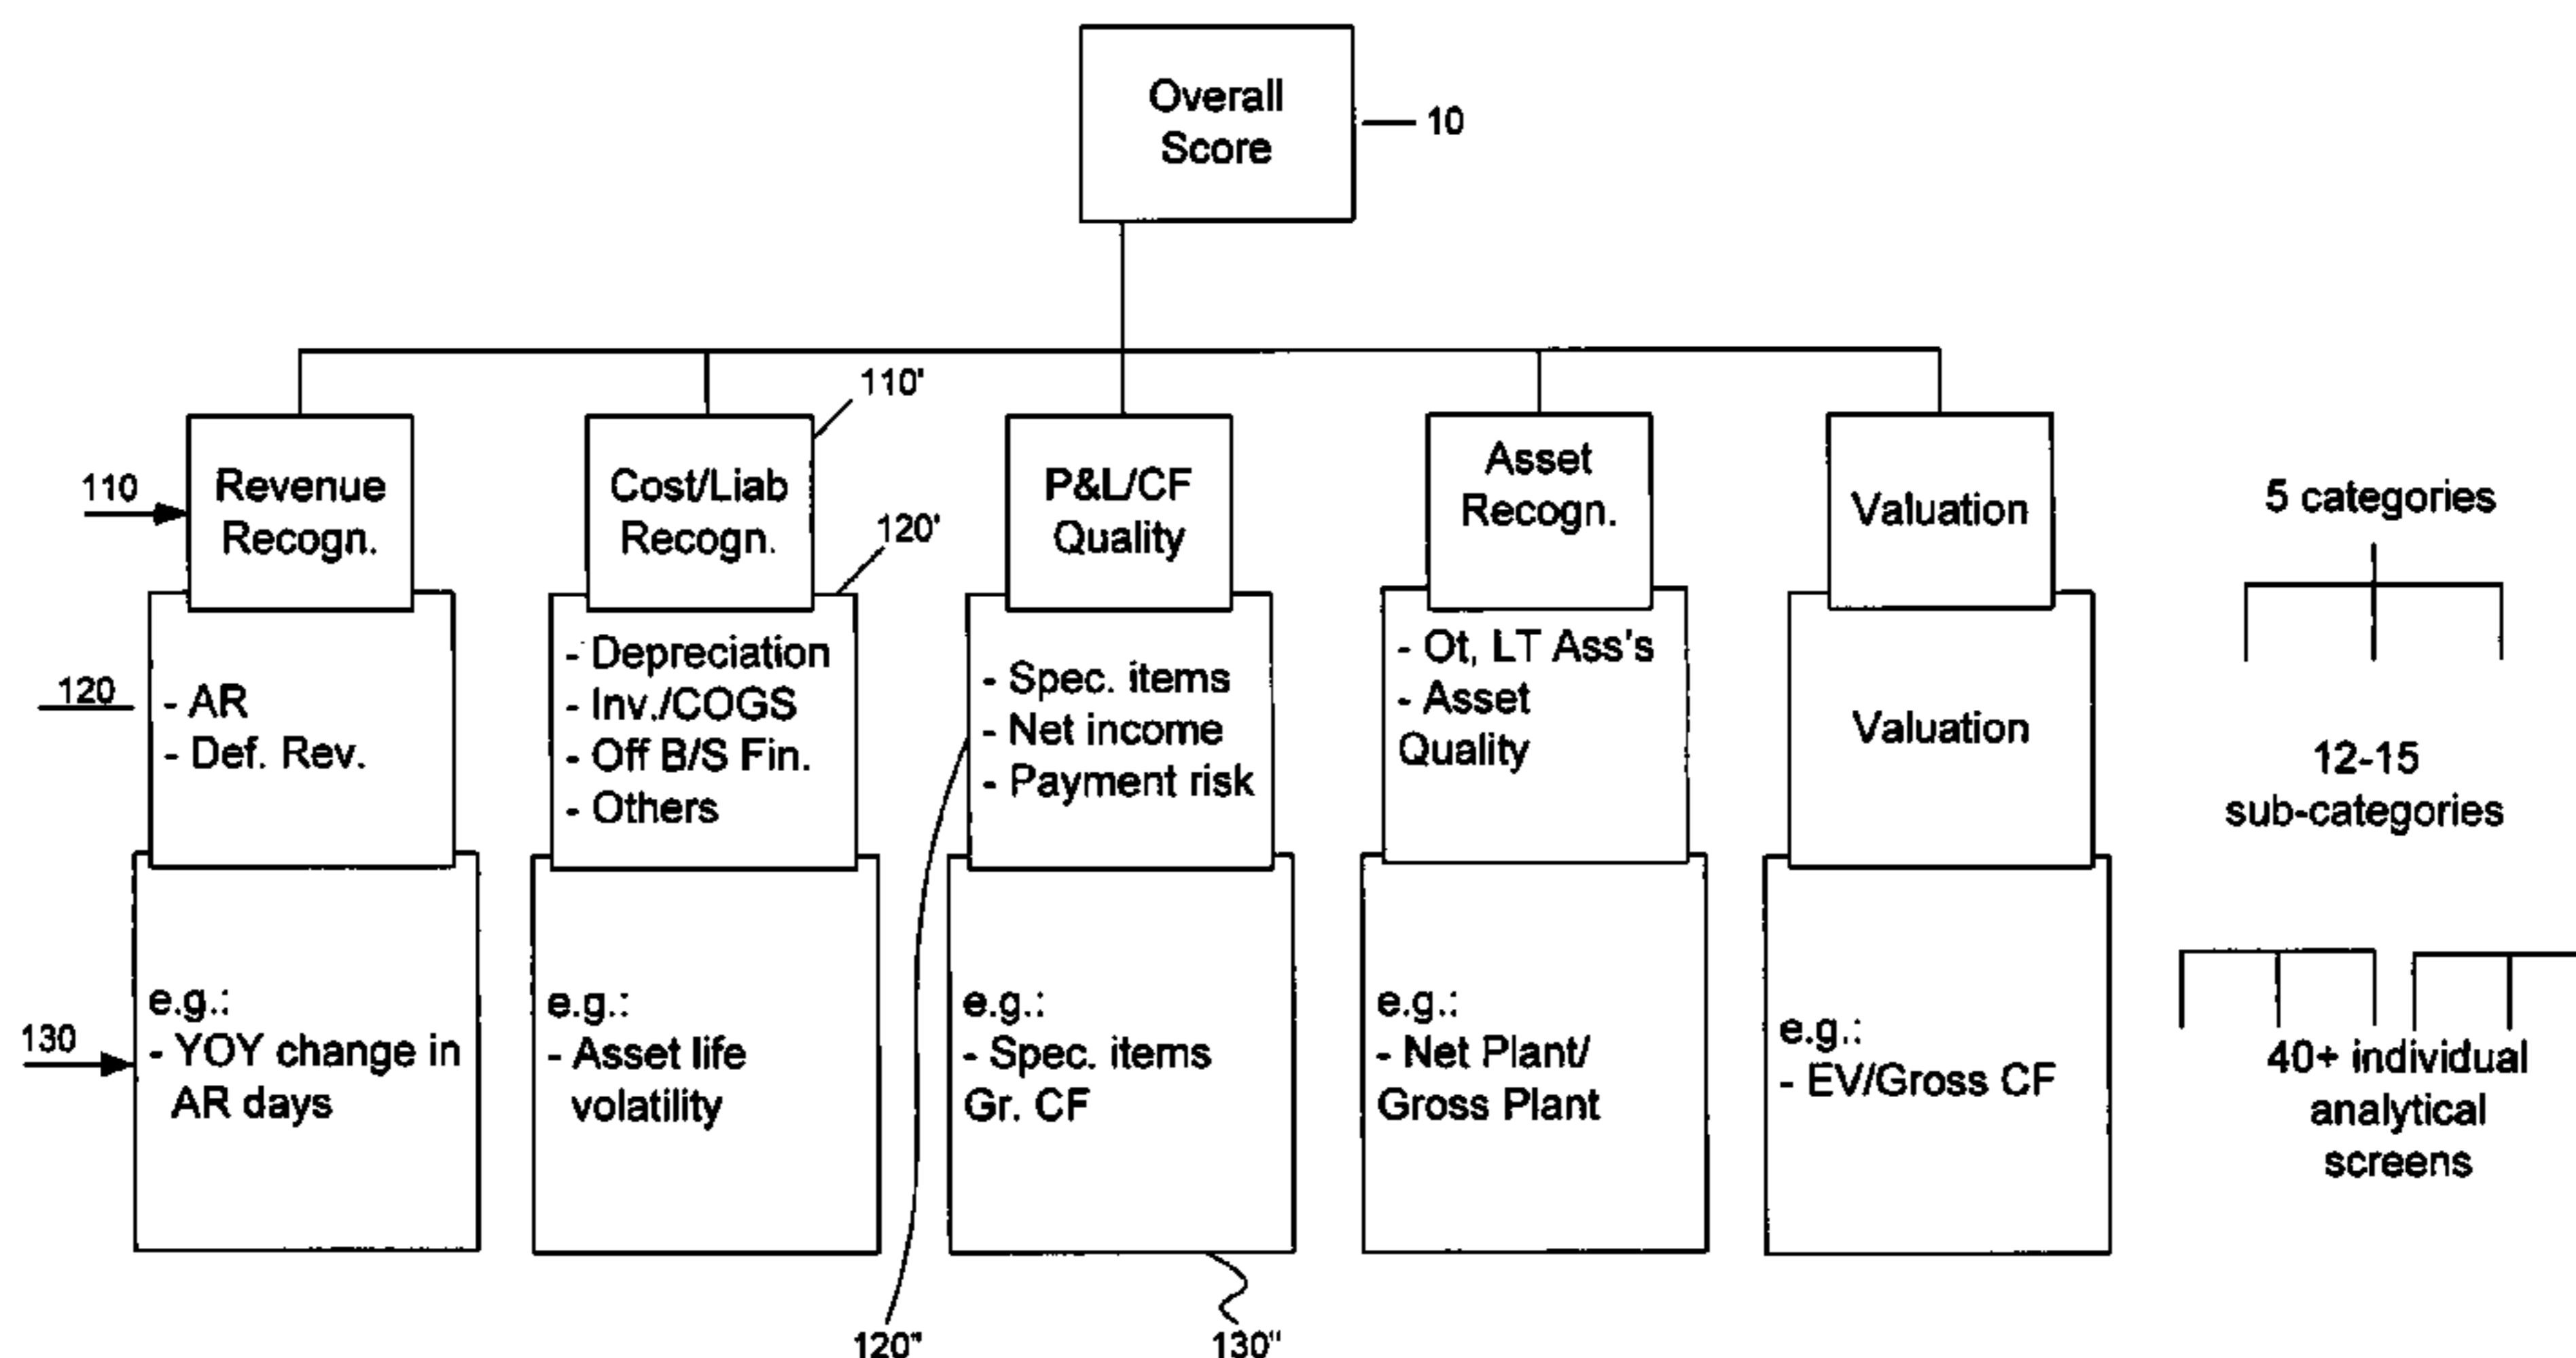 Overall
Score
10
110'
110
Revenue
Recogn.
Cost/Liab
Recogn.
P&L/CF
Quality
Asset
Recogn.
Valuation
5 categories
120'
120
- AR
- Def. Rev.
- Depreciation
- Inv./COGS
- Off B/S Fin.
- Others
- Spec. items
- Net income
- Payment risk
- Ot, LT Ass's
- Asset
Quality
Valuation
12-15
sub-categories
130
e.g.:
- YOY change in
AR days
e.g.:
- Asset life
volatility
e.g.:
- Spec. items
Gr. CF
e.g.:
- Net Plant/
Gross Plant
e.g.:
- EV/Gross CF
40+ individual
analytical
screens
120"
130"